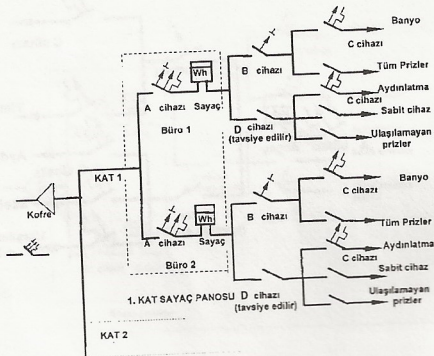 Banyo
C cihazı
Wh
B cihazı
Tüm Prizler
Aydınlatma
A cihazı
Sayaç
C cihazı
Sabit cihaz
Büro 1
D cihazı
(tavsiye edilir)
Ulaşılamayan
prizler
KAT 1
Kofre
Banyo
C cihazı
Wh
B cihazı
A cihazı
Sayaç
Tüm Prizler
Büro 2
Aydınlatma
C cihazı
Sabit cihaz
1. KAT SAYAÇ PANOSU
D cihazı
(tavsiye edilir)
Ulaşılamayan
prizler
KAT 2